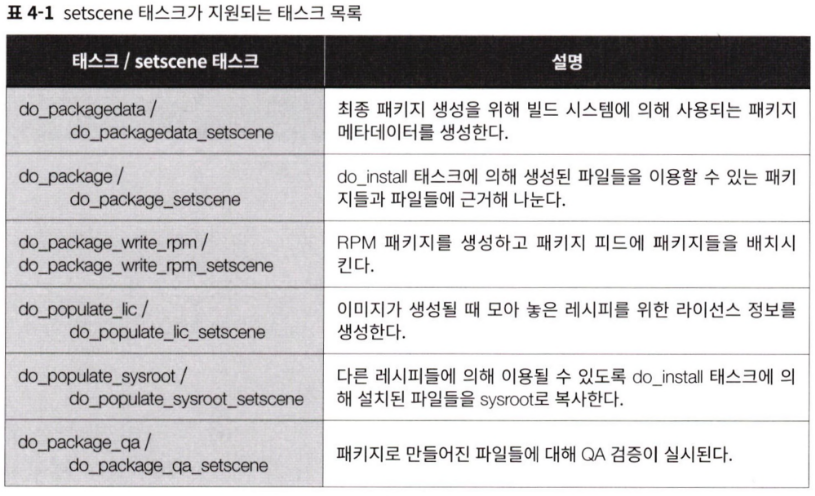 표 4-1 setscene 태스크가 지원되는 태스크 목록
태스크 / setscene 태스크
설명
do_packagedata /
do_packagedata_setscene
최종 패키지 생성을 위해 빌드 시스템에 의해 사용되는 패키지
메타데이터를 생성한다.
do_package /
do_package_setscene
do_install 태스크에 의해 생성된 파일들을 이용할 수 있는 패키
지들과 파일들에 근거해 나눈다.
do_package_write_rpm /
do_package_write_rpm_setscene
RPM 패키지를 생성하고 패키지 피드에 패키지들을 배치시
킨다.
do_populate_lic /
do_populate_lic_setscene
이미지가 생성될 때 모아 놓은 레시피를 위한 라이선스 정보를
생성한다.
do_populate_sysroot /
do_populate_sysroot_setscene
다른 레시피들에 의해 이용될 수 있도록 do_install 태스크에 의
해 설치된 파일들을 sysroot로 복사한다.
do_package_qa /
do_package_qa_setscene
패키지로 만들어진 파일들에 대해 QA 검증이 실시된다.